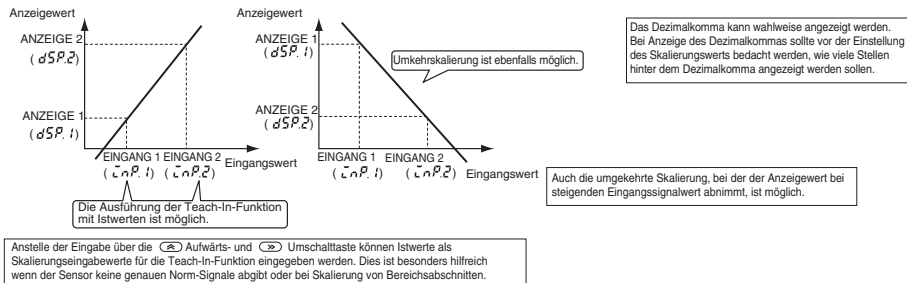 Anzeigewert
ANZEIGE 2
(dSP.2)
ANZEIGE 1
(dSP.1)
EINGANG 1 EINGANG 2
(inP.1) (inP.2)
Eingangswert
Die Ausführung der Teach-In-Funktion
mit Istwerten ist möglich.
Anzeigewert
ANZEIGE 1
(dSP.1)
ANZEIGE 2
(dSP.2)
EINGANG 1 EINGANG 2
(inP.1) (inP.2)
Eingangswert
Umkehrskalierung ist ebenfalls möglich.
Das Dezimalkomma kann wahlweise angezeigt werden.
Bei Anzeige des Dezimalkommas sollte vor der Einstellung
des Skalierungswerts bedacht werden, wie viele Stellen
hinter dem Dezimalkomma angezeigt werden sollen.
Auch die umgekehrte Skalierung, bei der der Anzeigewert bei
steigenden Eingangssignalwert abnimmt, ist möglich.
Anstelle der Eingabe über die Aufwärts- und Umschalttaste können Istwerte als
Skalierungseingabewerte für die Teach-In-Funktion eingegeben werden. Dies ist besonders hilfreich
wenn der Sensor keine genauen Norm-Signale abgibt oder bei Skalierung von Bereichsabschnitten.